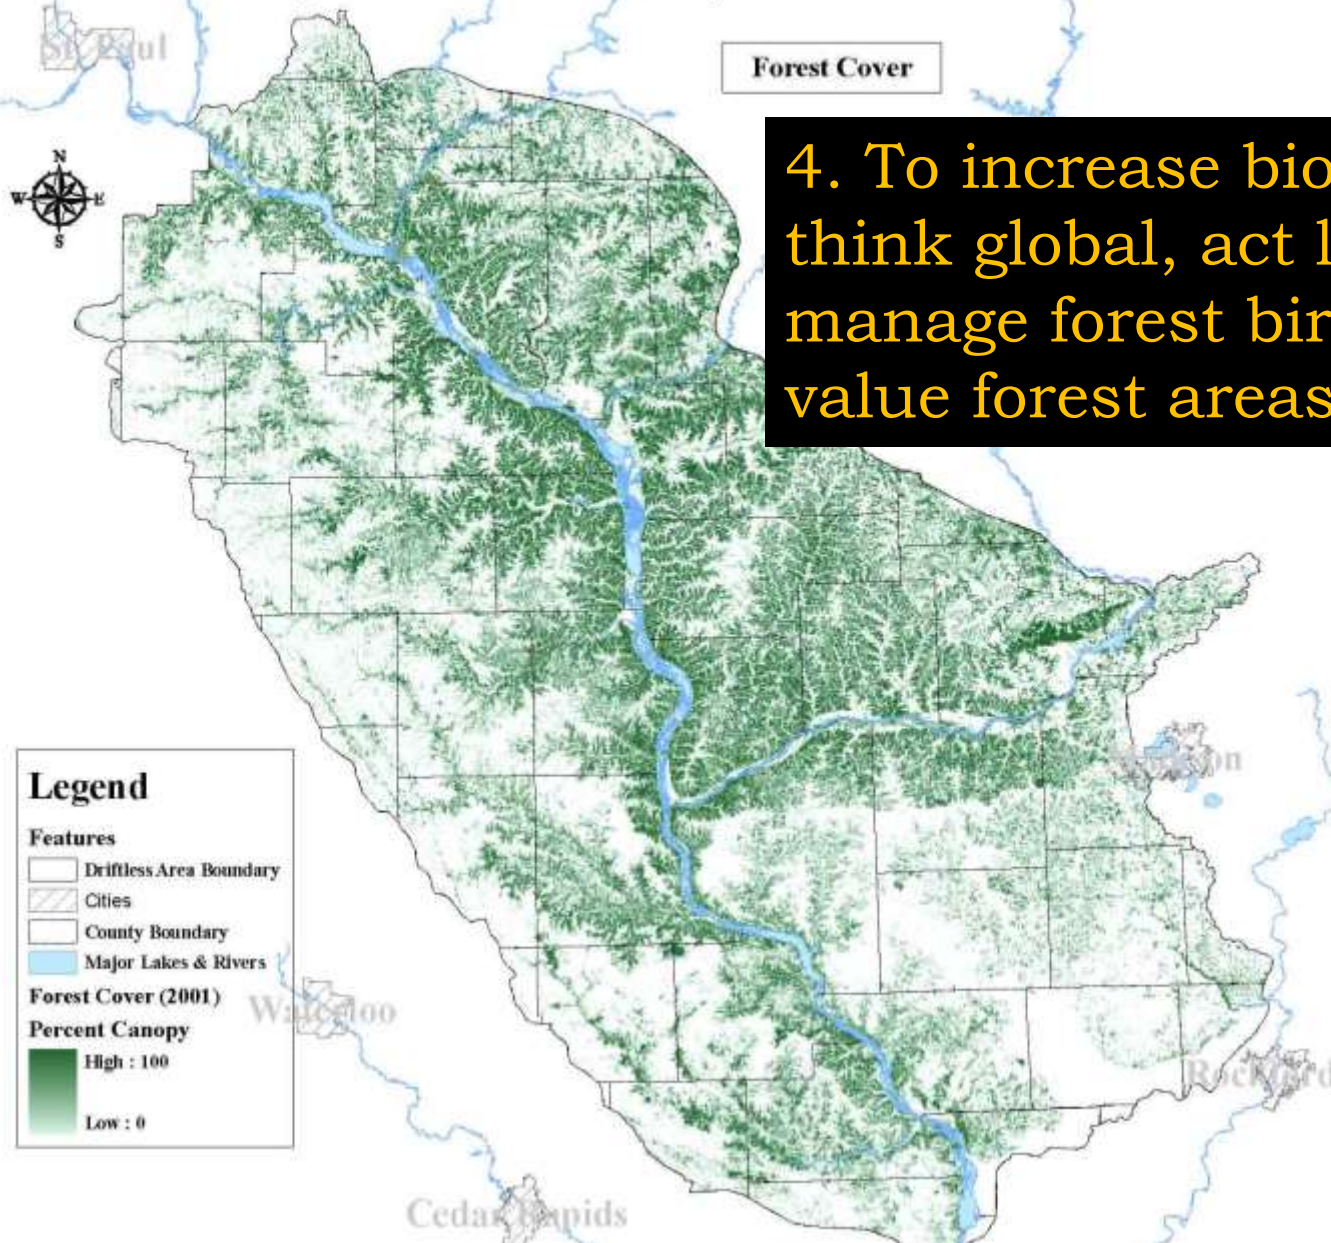 St. Paul
Forest Cover
4. To increase bio
think global, act l
manage forest bir
value forest areas
N
W E
S
Legend
Features
Driftless Area Boundary
Cities
County Boundary
Major Lakes & Rivers
Forest Cover (2001)
Percent Canopy
High : 100
Low : 0
Waterloo
Rockford
Cedar Rapids